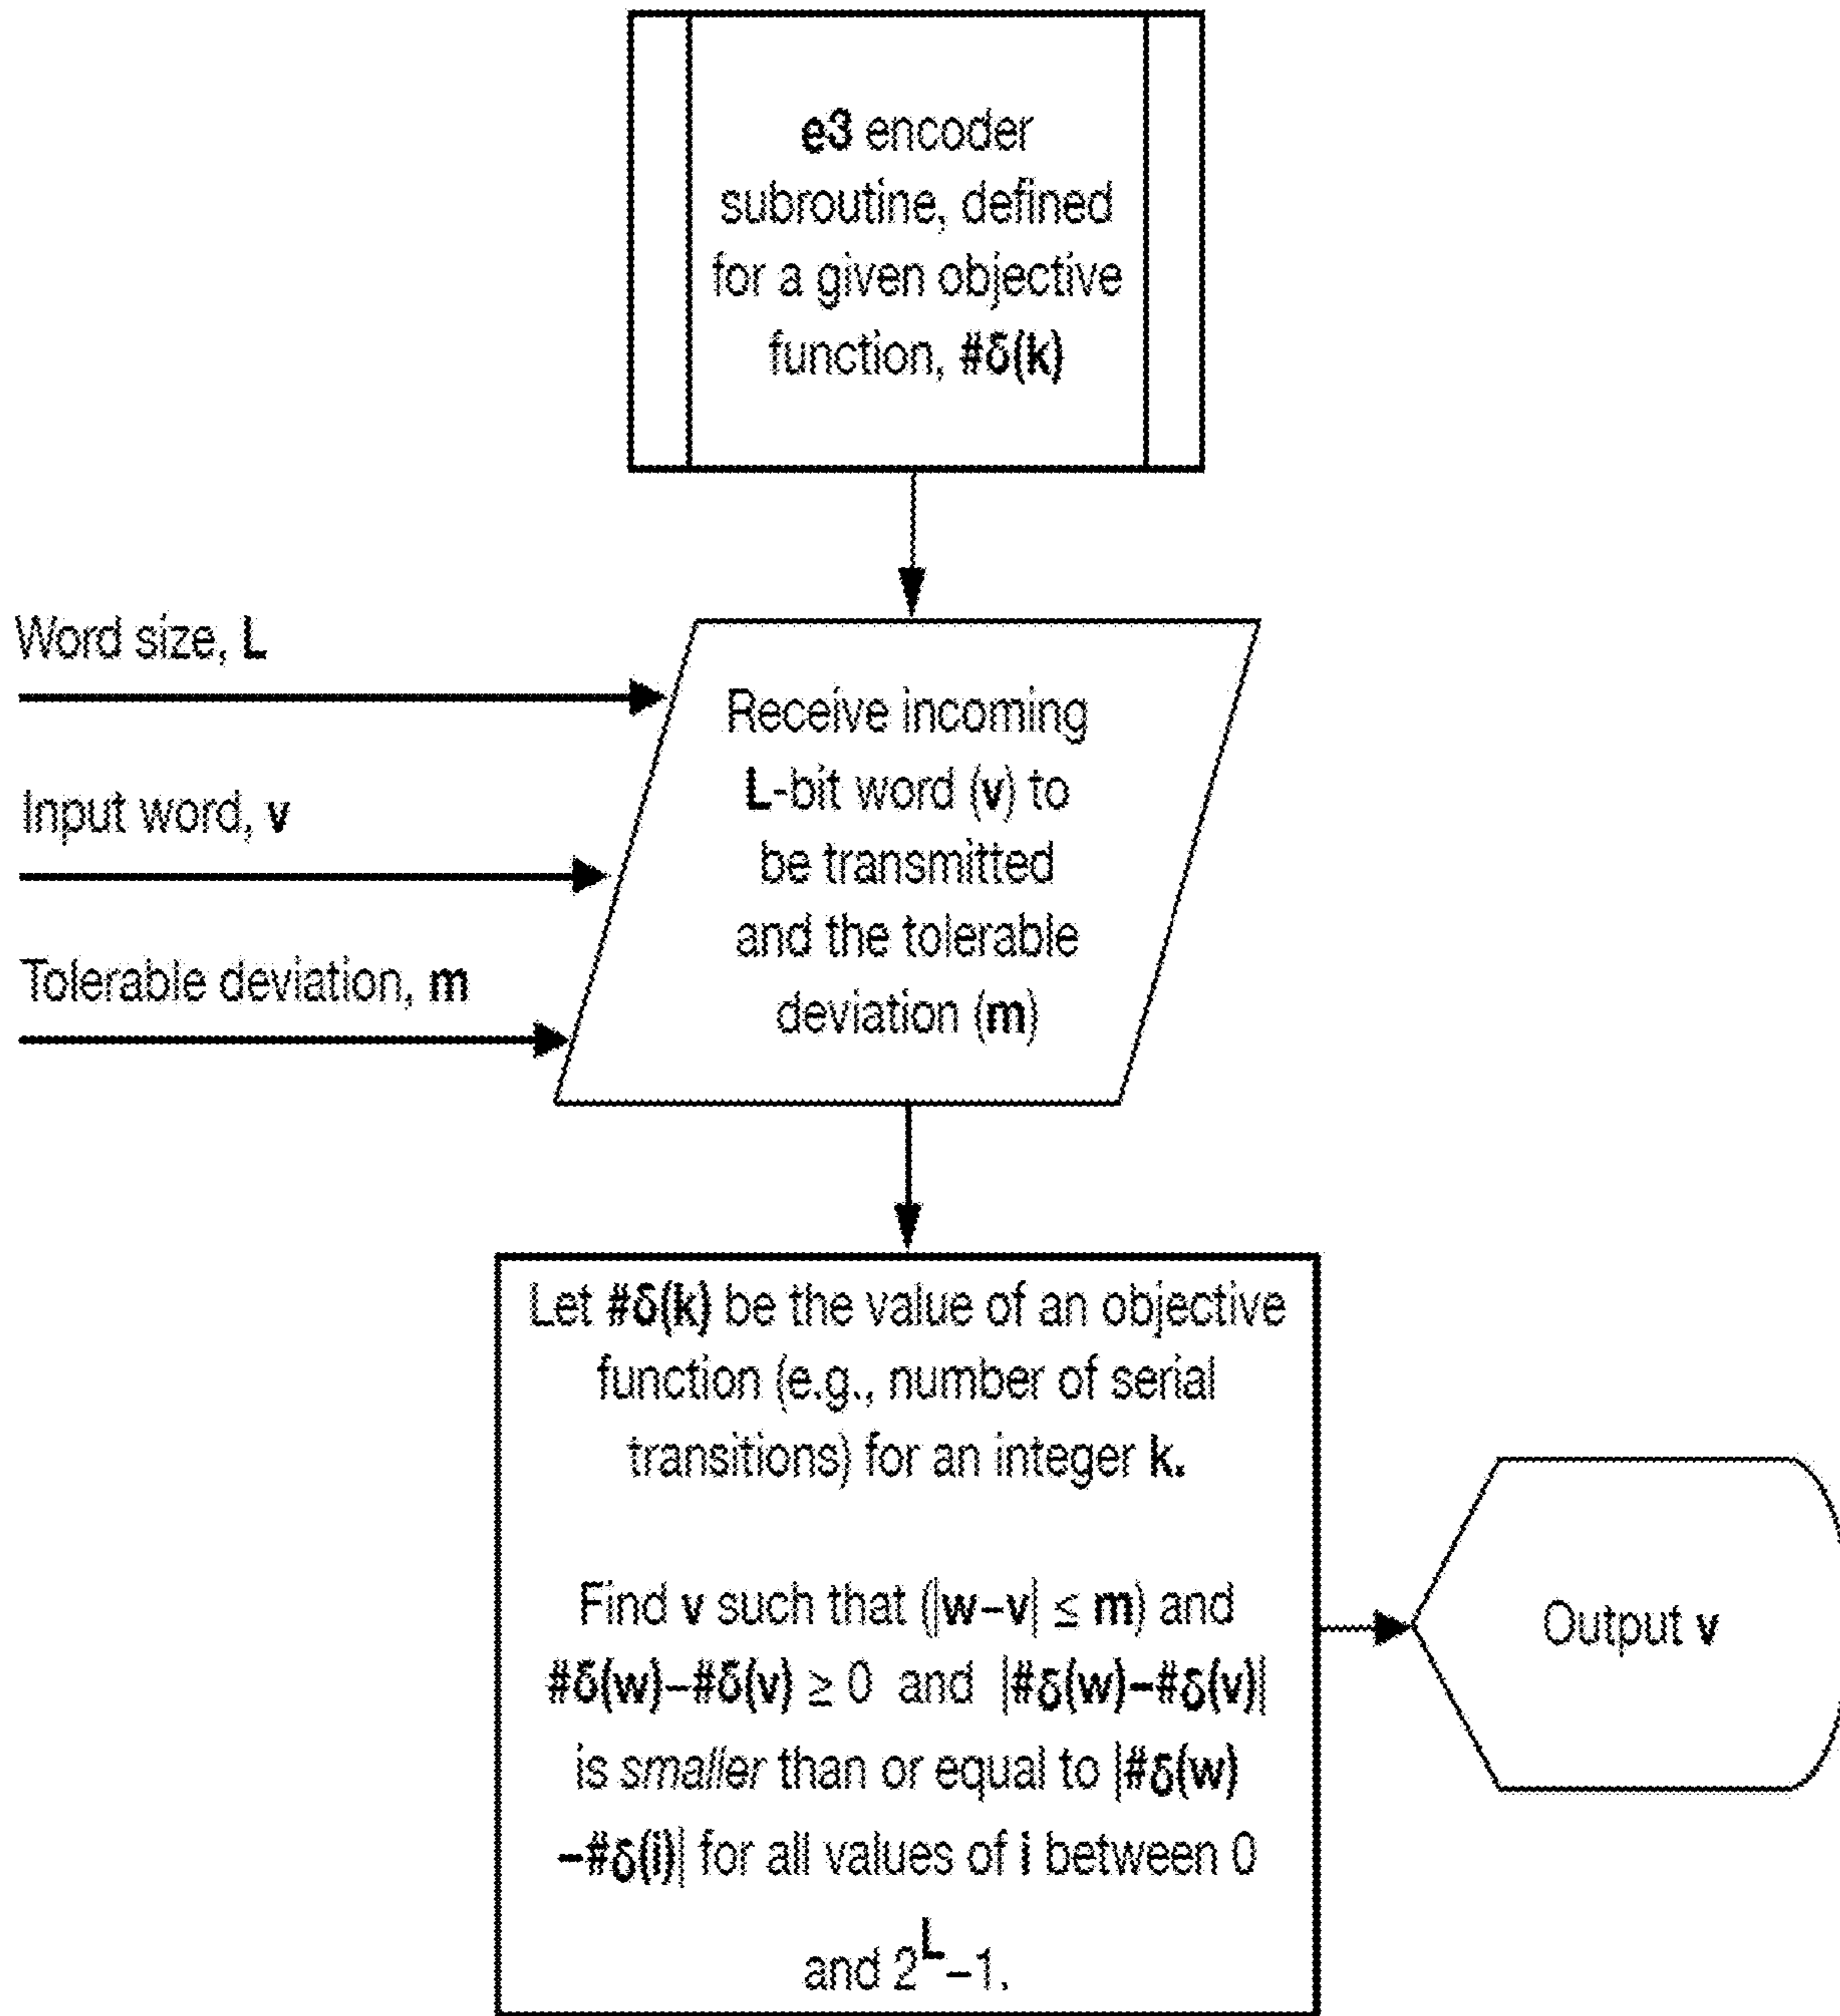 e3 encoder
subroutine, defined
for a given objective
function, #δ(k)
Word size, L
Input word, v
Tolerable deviation, m
Receive incoming
L-bit word (v) to
be transmitted
and the tolerable
deviation (m)
Let #δ(k) be the value of an objective
function (e.g., number of serial
transitions) for an integer k.
Find v such that (|w–v| ≤ m) and
#δ(w)–#δ(v) ≥ 0 and |#δ(w)–#δ(v)|
is smaller than or equal to |#δ(w)
–#δ(i)| for all values of i between 0
and 2^L–1.
Output v